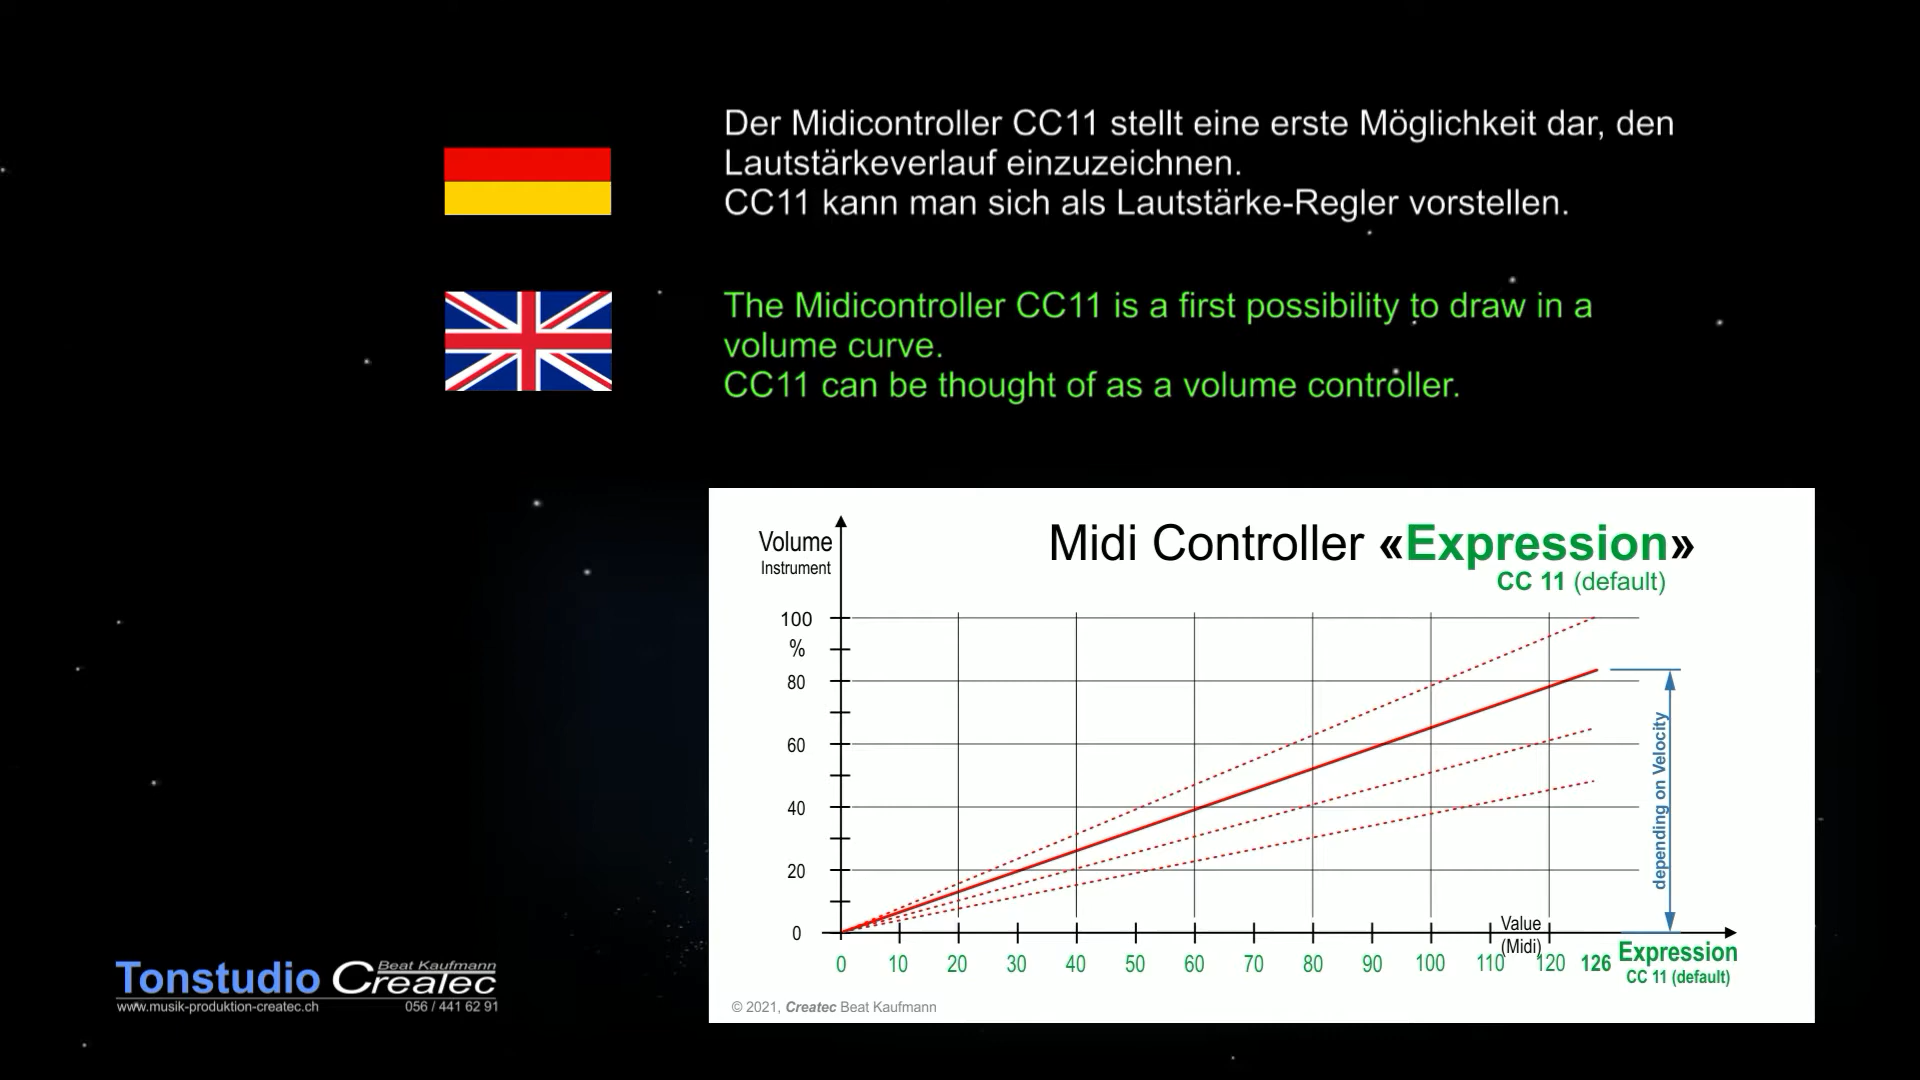 Der Midicontroller CC11 stellt eine erste Möglichkeit dar, den
Lautstärkeverlauf einzuzeichnen.
CC11 kann man sich als Lautstärke-Regler vorstellen.
The Midicontroller CC11 is a first possibility to draw in a
volume curve.
CC11 can be thought of as a volume controller.
Midi Controller «Expression»
CC 11 (default)
Volume
Instrument
100
%
80
60
40
20
0
depending on Velocity
Value
(Midi)
0 10 20 30 40 50 60 70 80 90 100 110 120 126
Expression
CC 11 (default)
© 2021, Createc Beat Kaufmann
Tonstudio Createc
Beat Kaufmann
www.musik-produktion-createc.ch 056 / 441 62 91